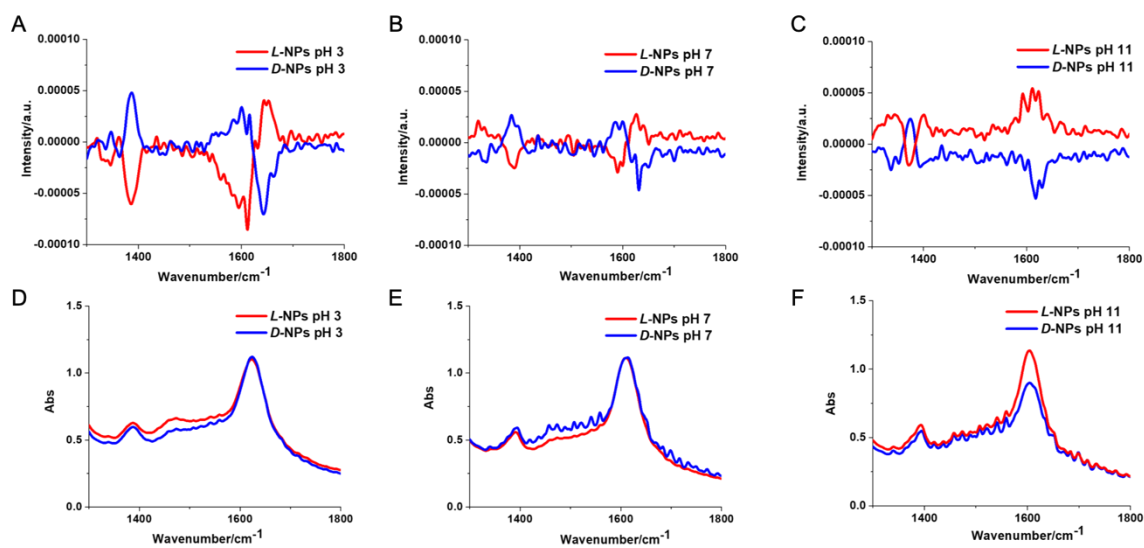 A
0.00010
0.00005
0.00000
-0.00005
-0.00010
Intensity/a.u.
L-NPs pH 3
D-NPs pH 3
1400 1600 1800
Wavenumber/cm-1
B
0.00010
0.00005
0.00000
-0.00005
-0.00010
Intensity/a.u.
L-NPs pH 7
D-NPs pH 7
1400 1600 1800
Wavenumber/cm-1
C
0.00010
0.00005
0.00000
-0.00005
-0.00010
Intensity/a.u.
L-NPs pH 11
D-NPs pH 11
1400 1600 1800
Wavenumber/cm-1
D
1.5
1.0
0.5
0.0
Abs
L-NPs pH 3
D-NPs pH 3
1400 1600 1800
Wavenumber/cm-1
E
1.5
1.0
0.5
0.0
Abs
L-NPs pH 7
D-NPs pH 7
1400 1600 1800
Wavenumber/cm-1
F
1.5
1.0
0.5
0.0
Abs
L-NPs pH 11
D-NPs pH 11
1400 1600 1800
Wavenumber/cm-1